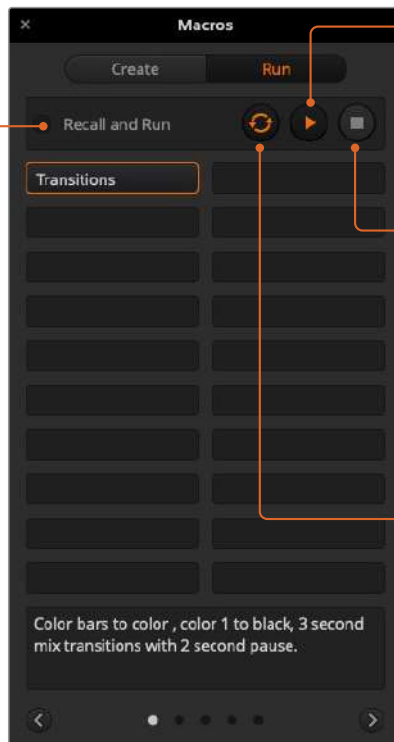 Macros
Create
Run
Recall and Run
Transitions
Color bars to color , color 1 to black, 3 second
mix transitions with 2 second pause.